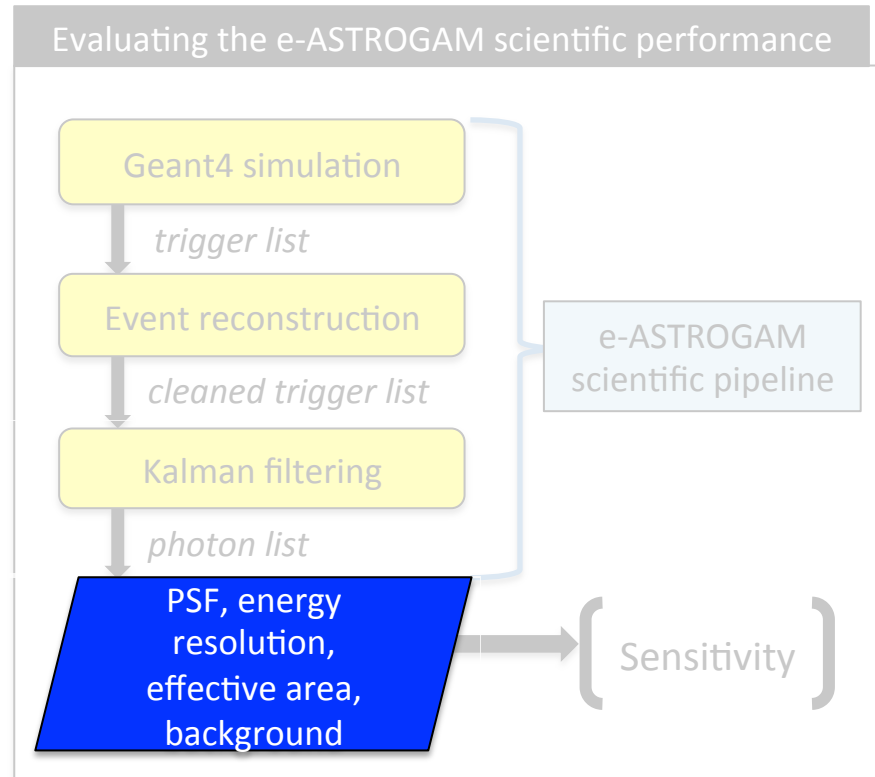 Evaluating the e-ASTROGAM scientific performance
Geant4 simulation
trigger list
Event reconstruction
cleaned trigger list
e-ASTROGAM
scientific pipeline
Kalman filtering
photon list
PSF, energy
resolution,
effective area,
background
Sensitivity